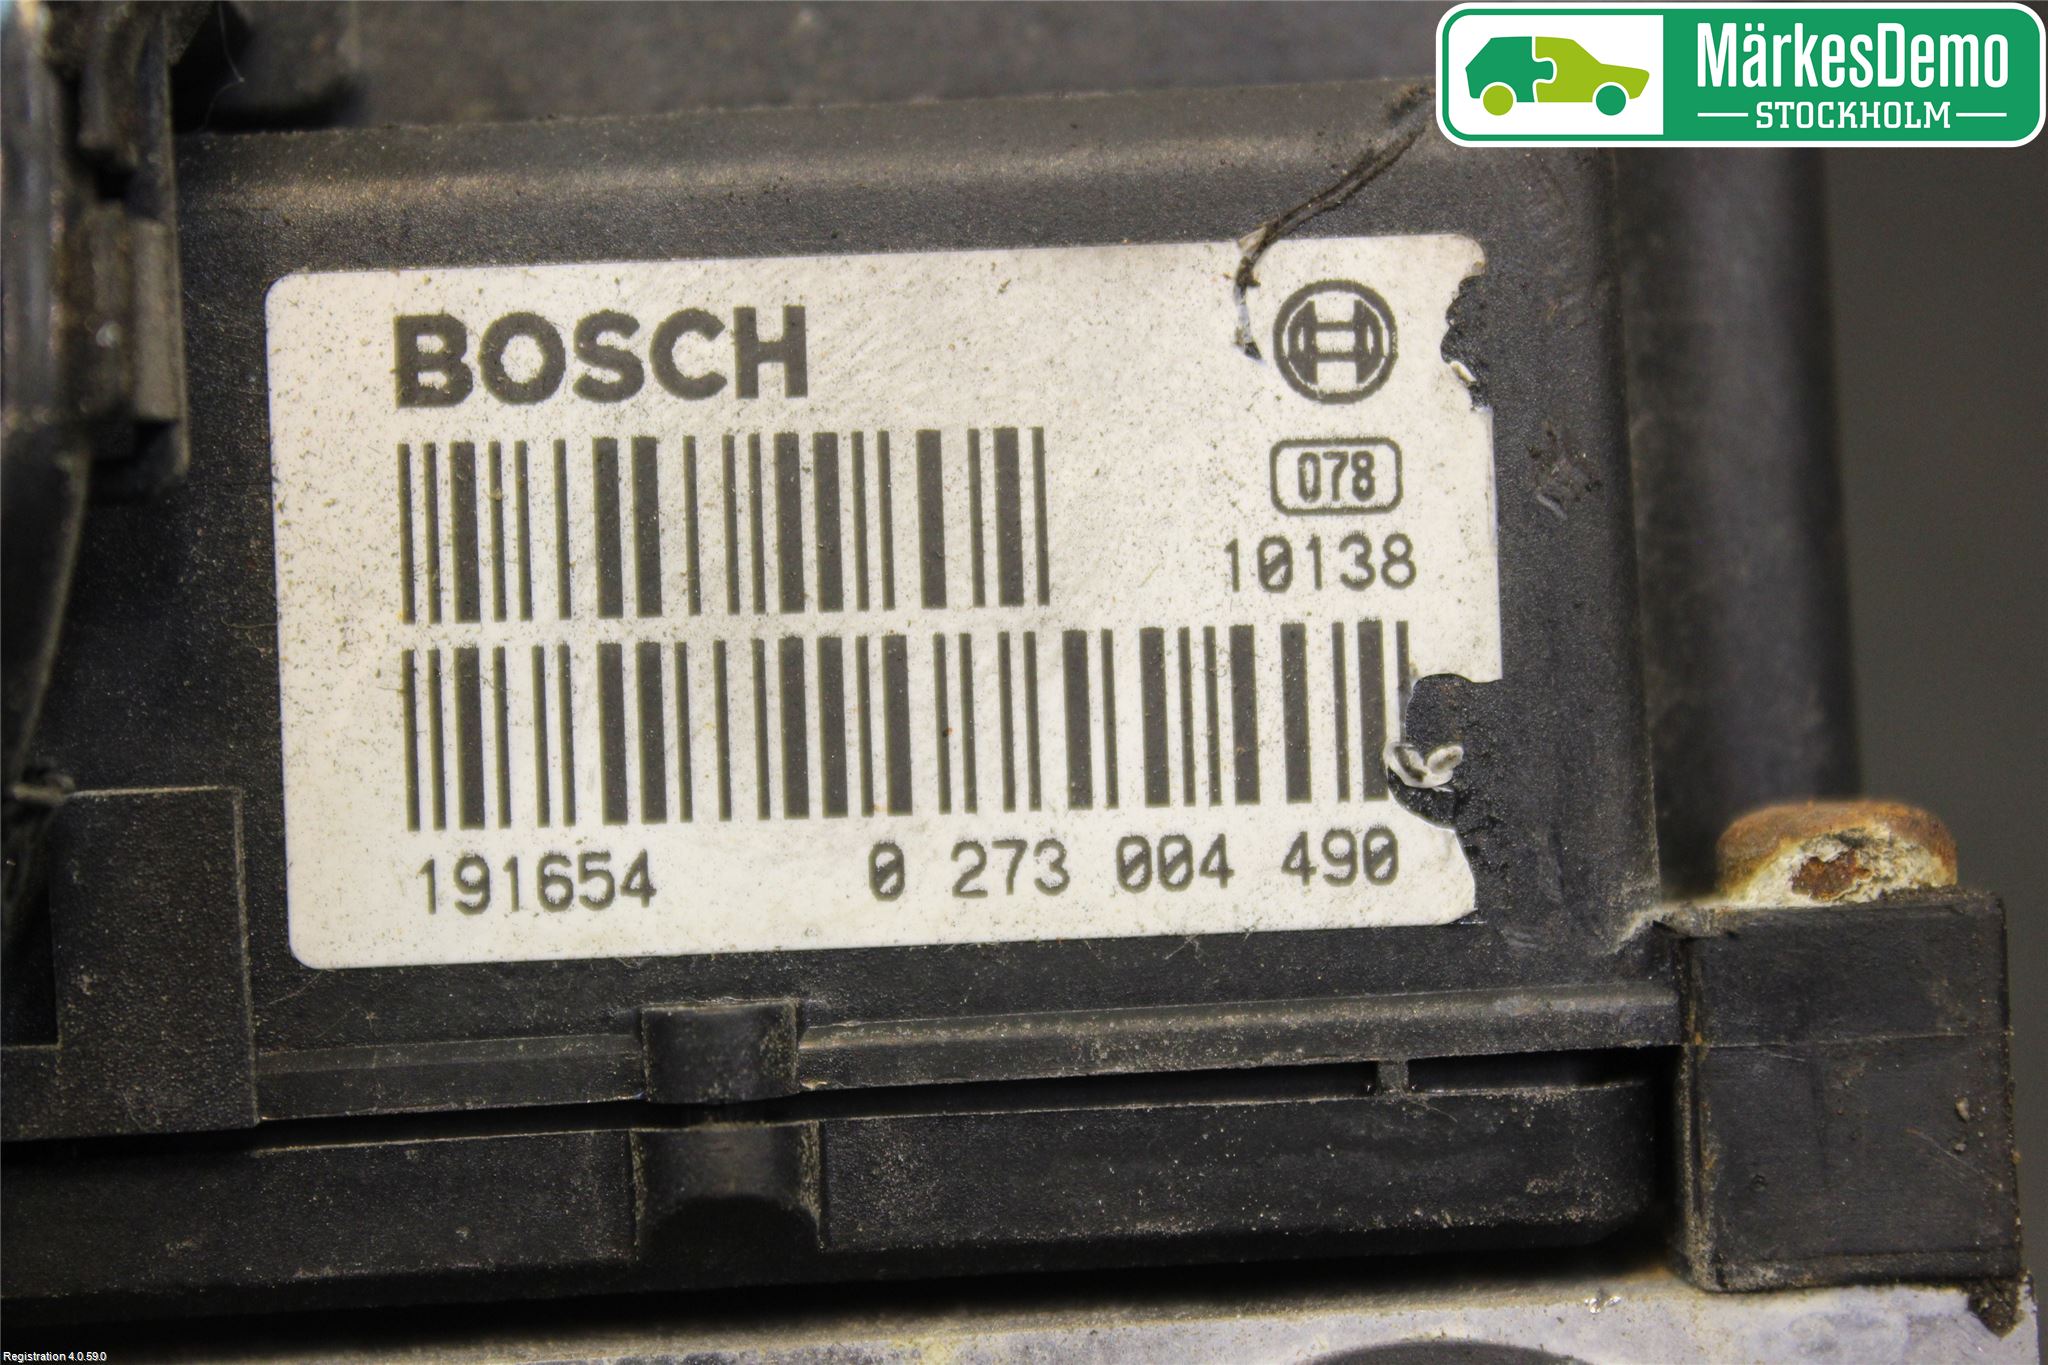 MärkesDemo
STOCKHOLM
BOSCH
078
10138
191654 0 273 004 490
Registration 4.0.59.0